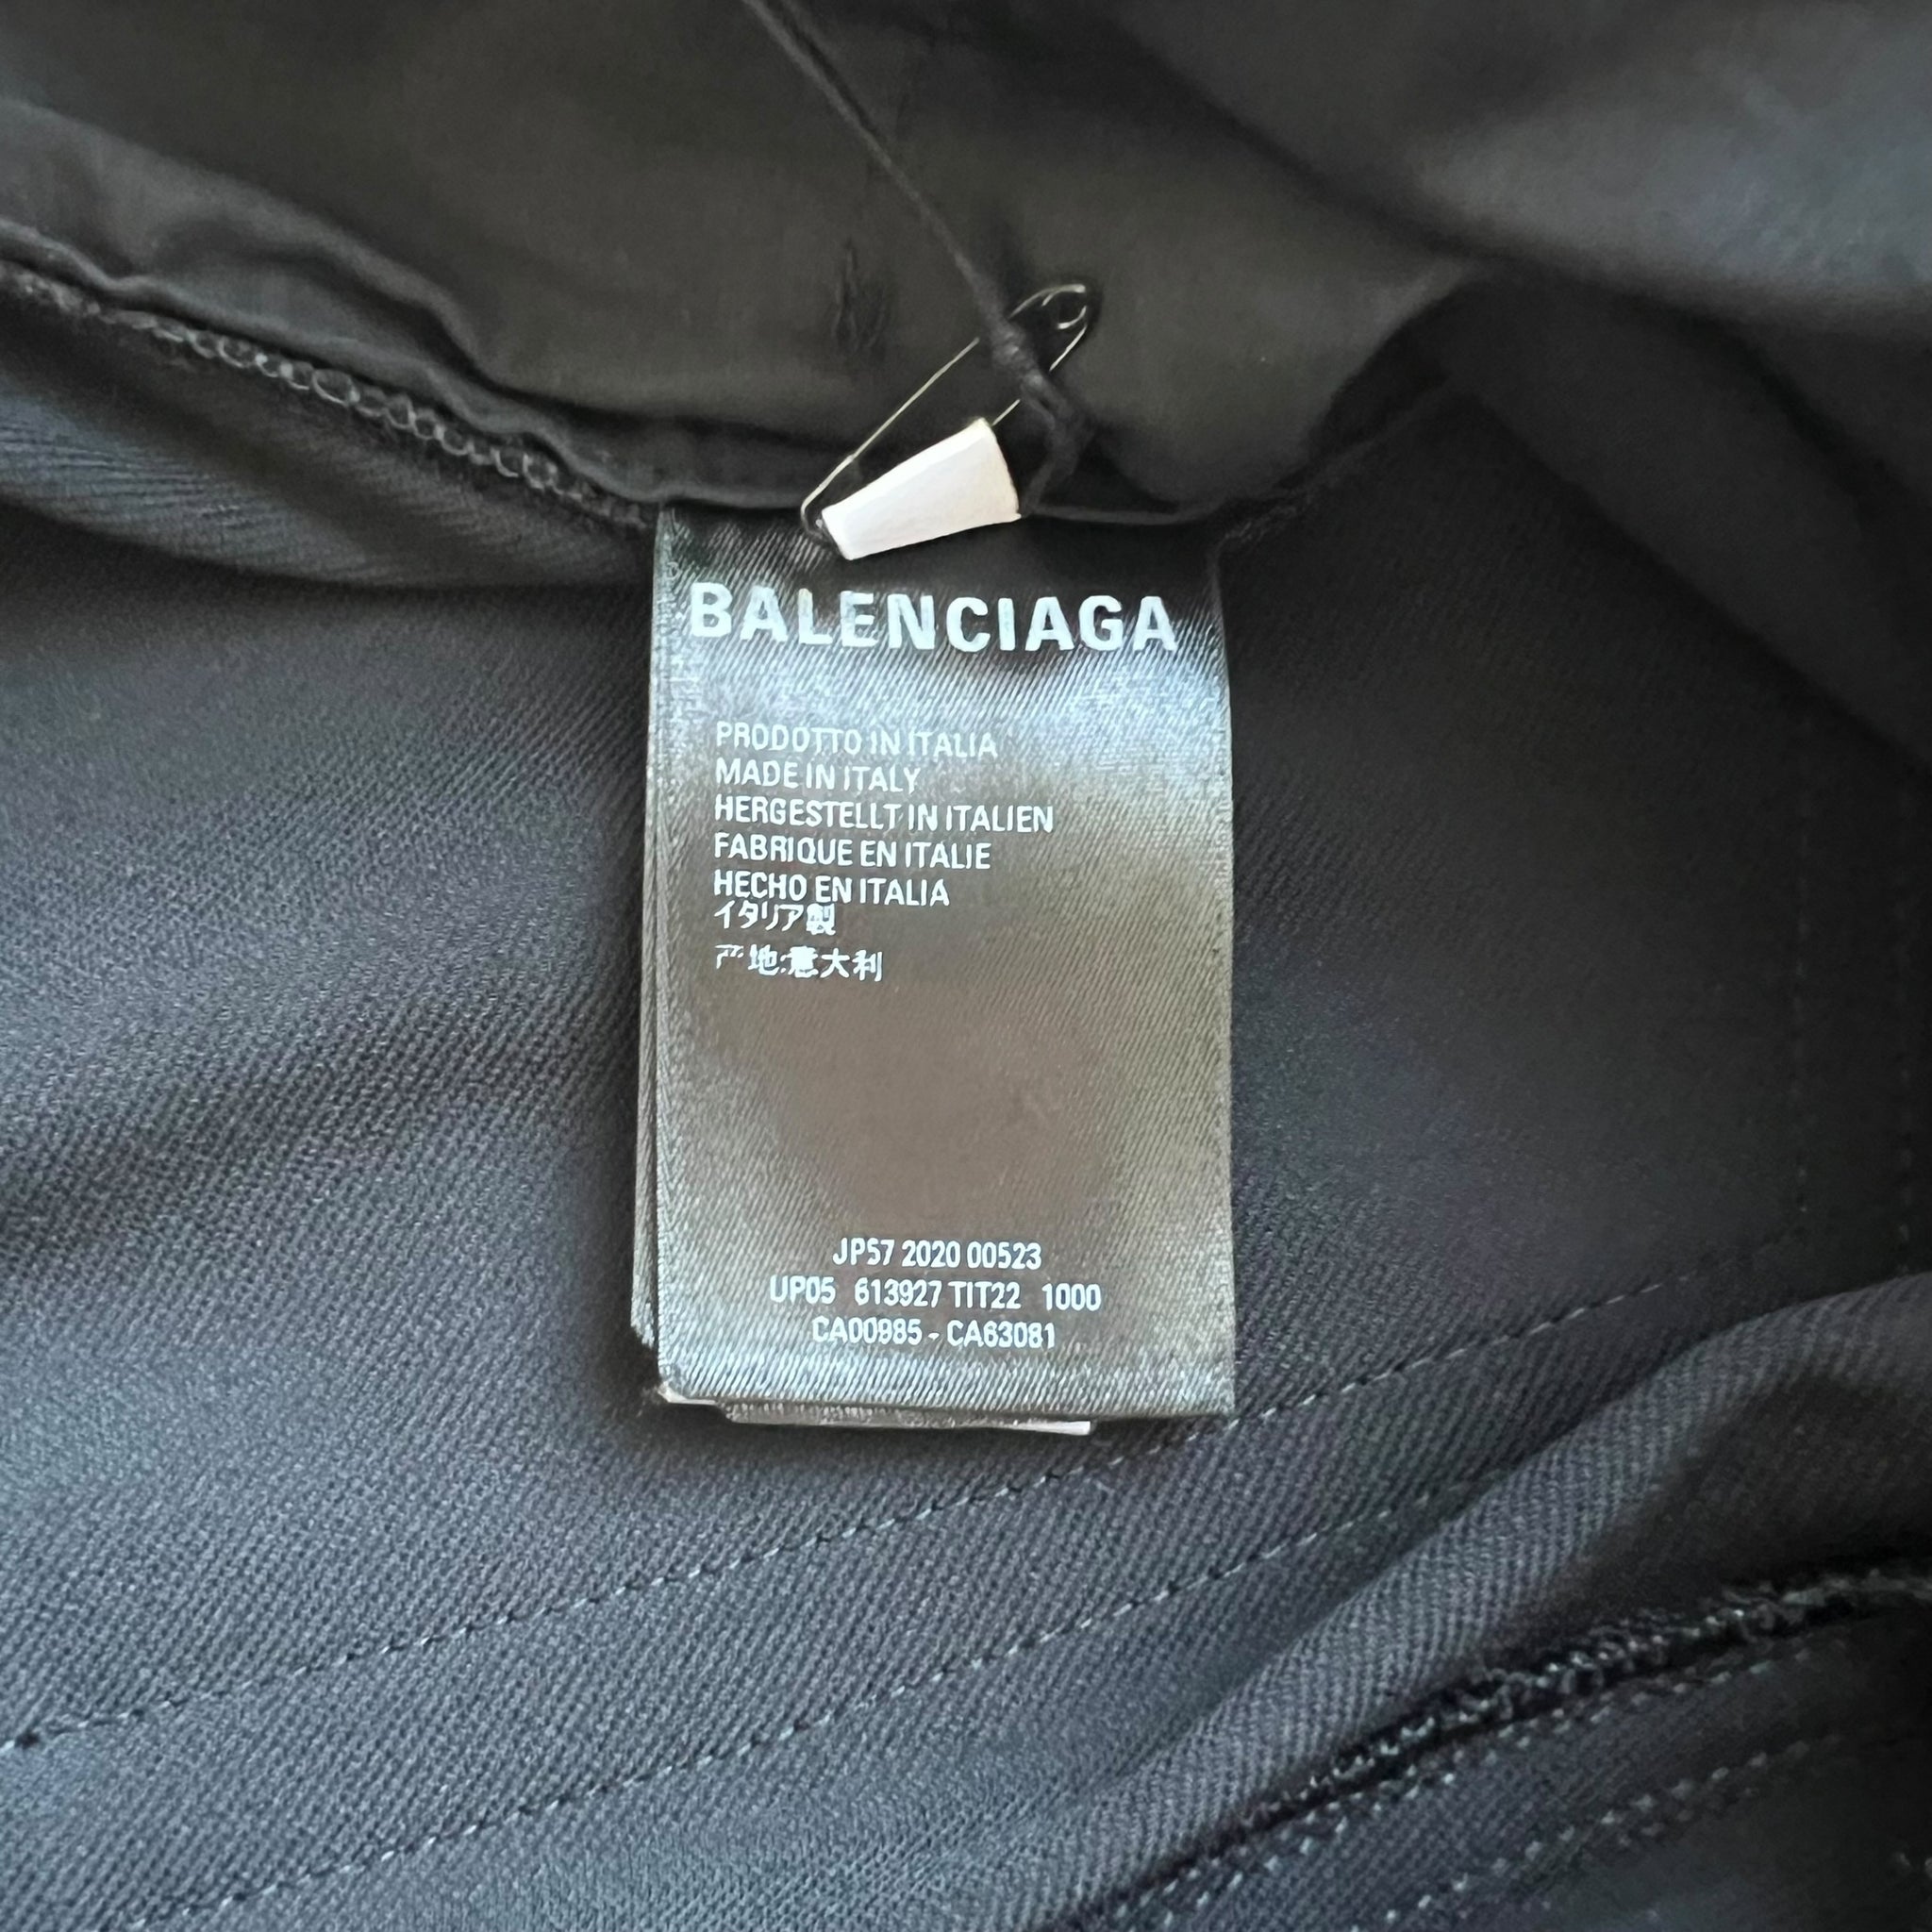 BALENCIAGA
PRODOTTO IN ITALIA
MADE IN ITALY
HERGESTELLT IN ITALIEN
FABRIQUE EN ITALIE
HECHO EN ITALIA
イタリア製
产地:意大利
JP57 2020 00523
UP05 613927 TIT22 1000
CA00985 - CA63081